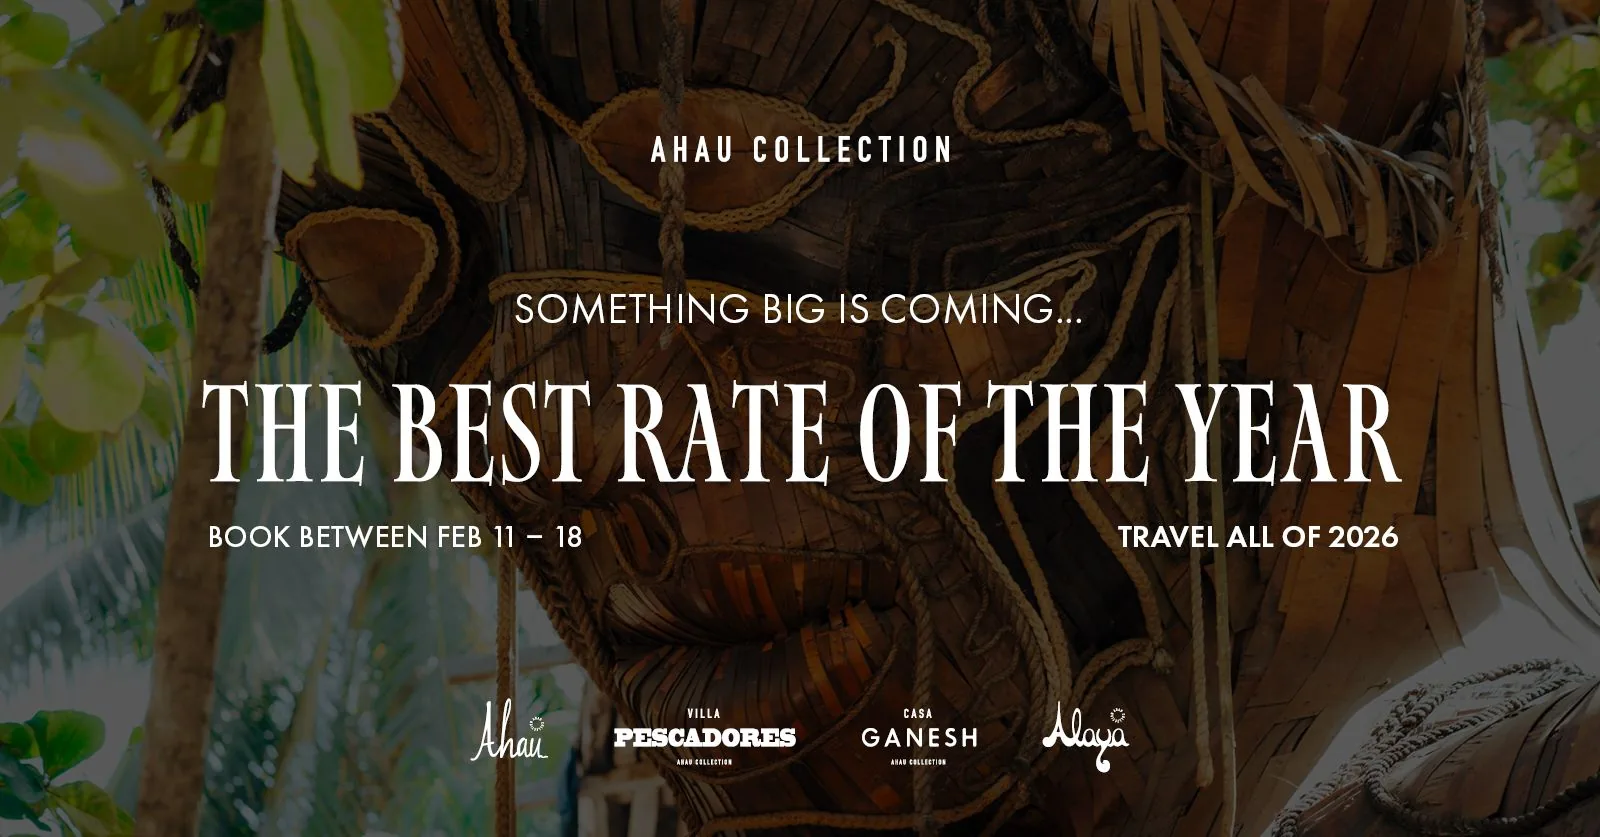 AHAU COLLECTION
SOMETHING BIG IS COMING...
THE BEST RATE OF THE YEAR
BOOK BETWEEN FEB 11 – 18
TRAVEL ALL OF 2026
Ahau
VILLA
PESCADORES
AHAU COLLECTION
CASA
GANESH
AHAU COLLECTION
Alaya